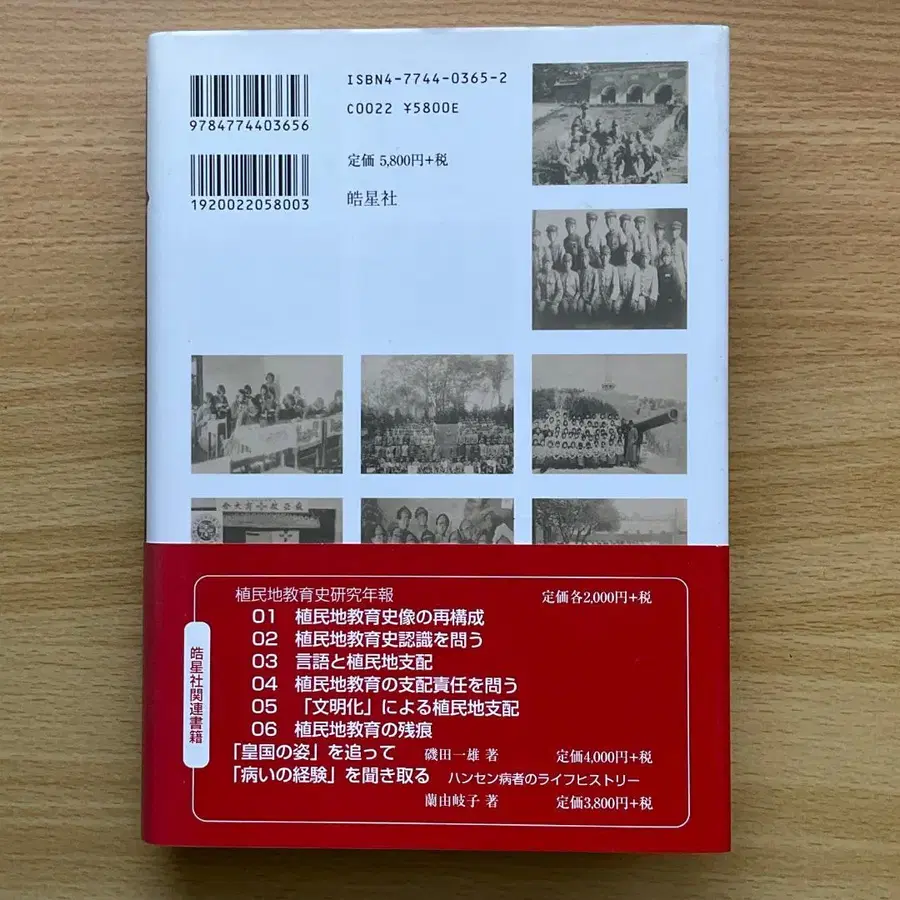 ISBN4-7744-0365-2
C0022 ¥5800E
9784774403656
定価 5,800円+税
1920022058003
皓星社
会大育◇敎亞滿
皓星社関連書籍
植民地教育史研究年報 定価各2,000円+税
01 植民地教育史像の再構成
02 植民地教育史認識を問う
03 言語と植民地支配
04 植民地教育の支配責任を問う
05 「文明化」による植民地支配
06 植民地教育の残痕
「皇国の姿」を追って 磯田一雄 著 定価4,000円+税
「病いの経験」を聞き取る ハンセン病者のライフヒストリー
蘭由岐子 著 定価3,800円+税